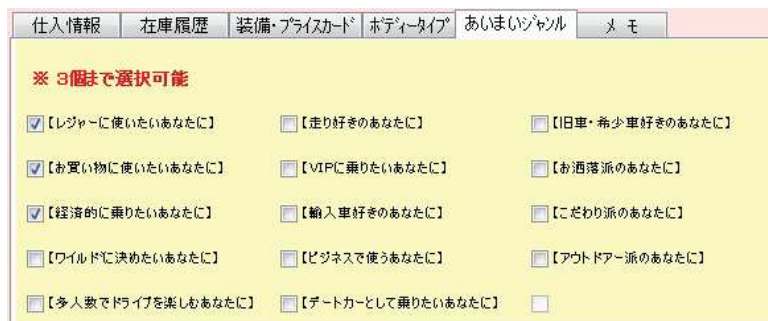 仕入情報 在庫履歴 装備・プライスカード ボディータイプ あいまいジャンル メモ
※ 3個まで選択可能
【レジャーに使いたいあなたに】 【走り好きのあなたに】 【旧車・希少車好きのあなたに】
【お買い物に使いたいあなたに】 【VIPに乗りたいあなたに】 【お洒落派のあなたに】
【経済的に乗りたいあなたに】 【輸入車好きのあなたに】 【こだわり派のあなたに】
【ワイルドに決めたいあなたに】 【ビジネスで使うあなたに】 【アウトドアー派のあなたに】
【多人数でドライブを楽しむあなたに】 【デートカーとして乗りたいあなたに】